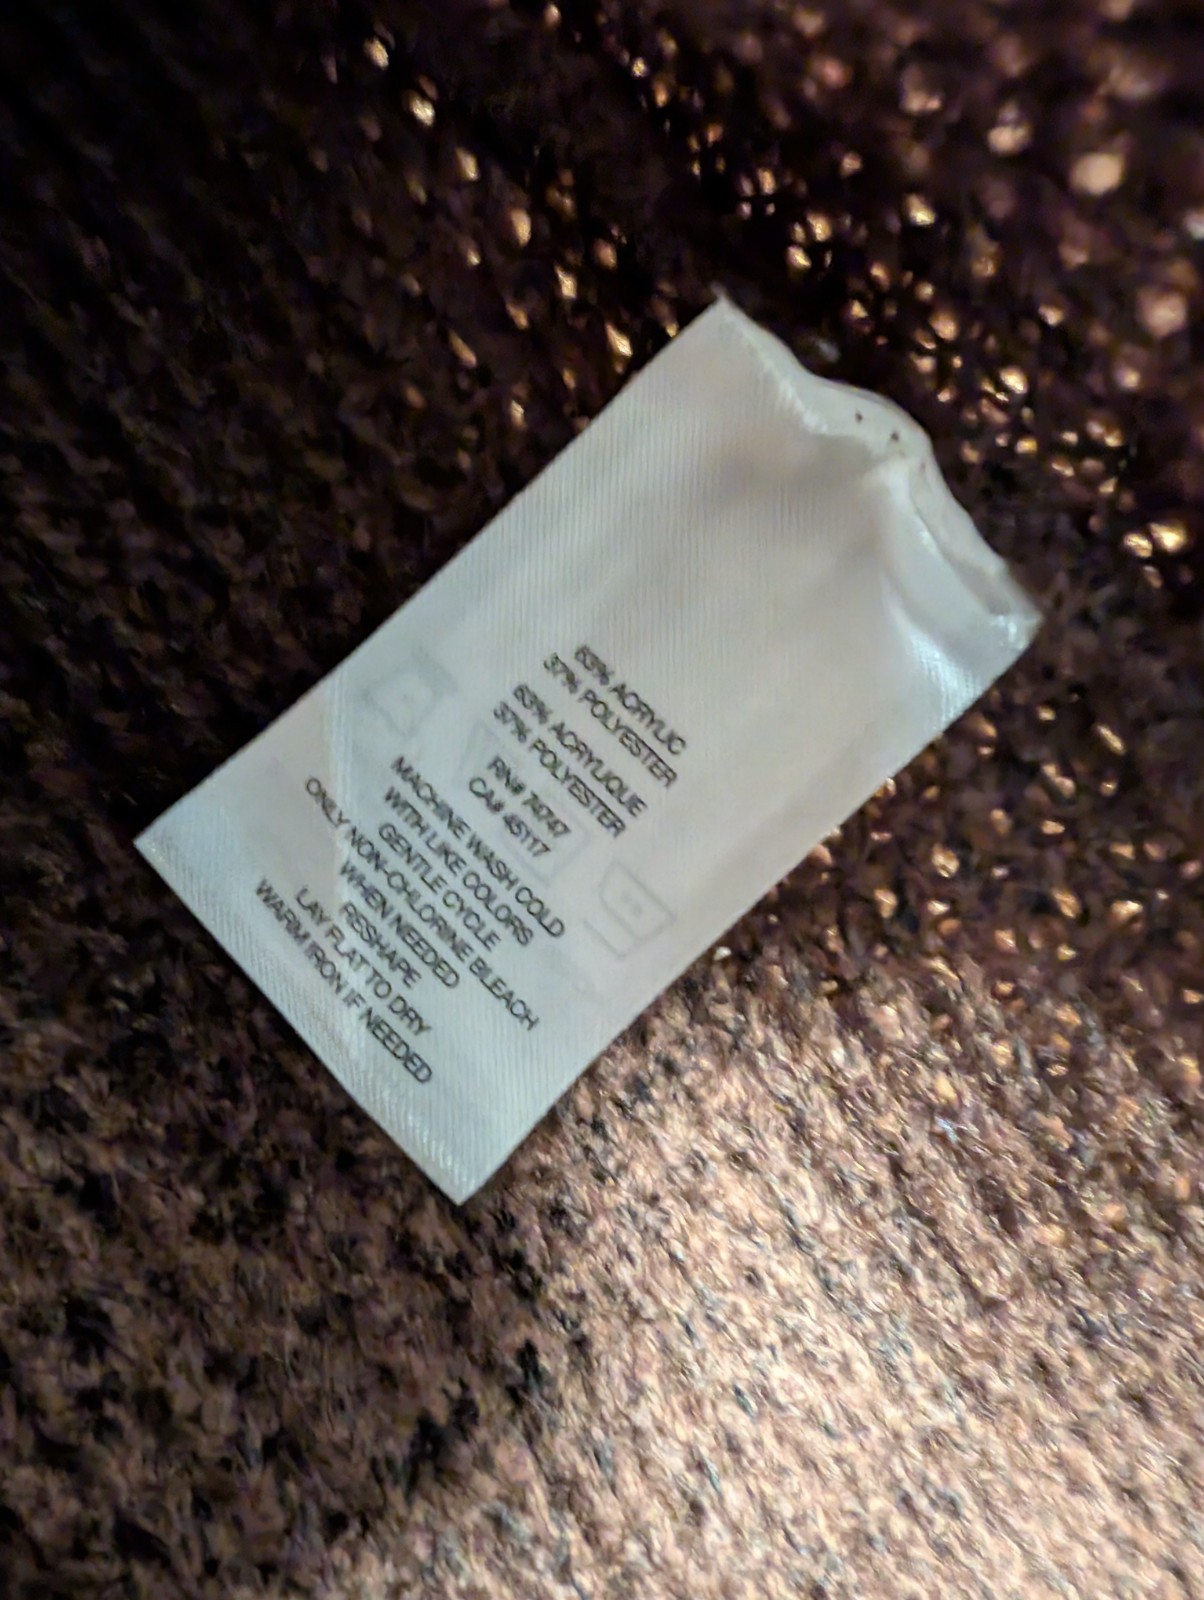 63% ACRYLIC
37% POLYESTER
63% ACRYLIQUE
37% POLYESTER
RN# 74747
CA# 45117
MACHINE WASH COLD
WITH LIKE COLORS
GENTLE CYCLE
ONLY NON-CHLORINE BLEACH
WHEN NEEDED
RESHAPE
LAY FLAT TO DRY
WARM IRON IF NEEDED